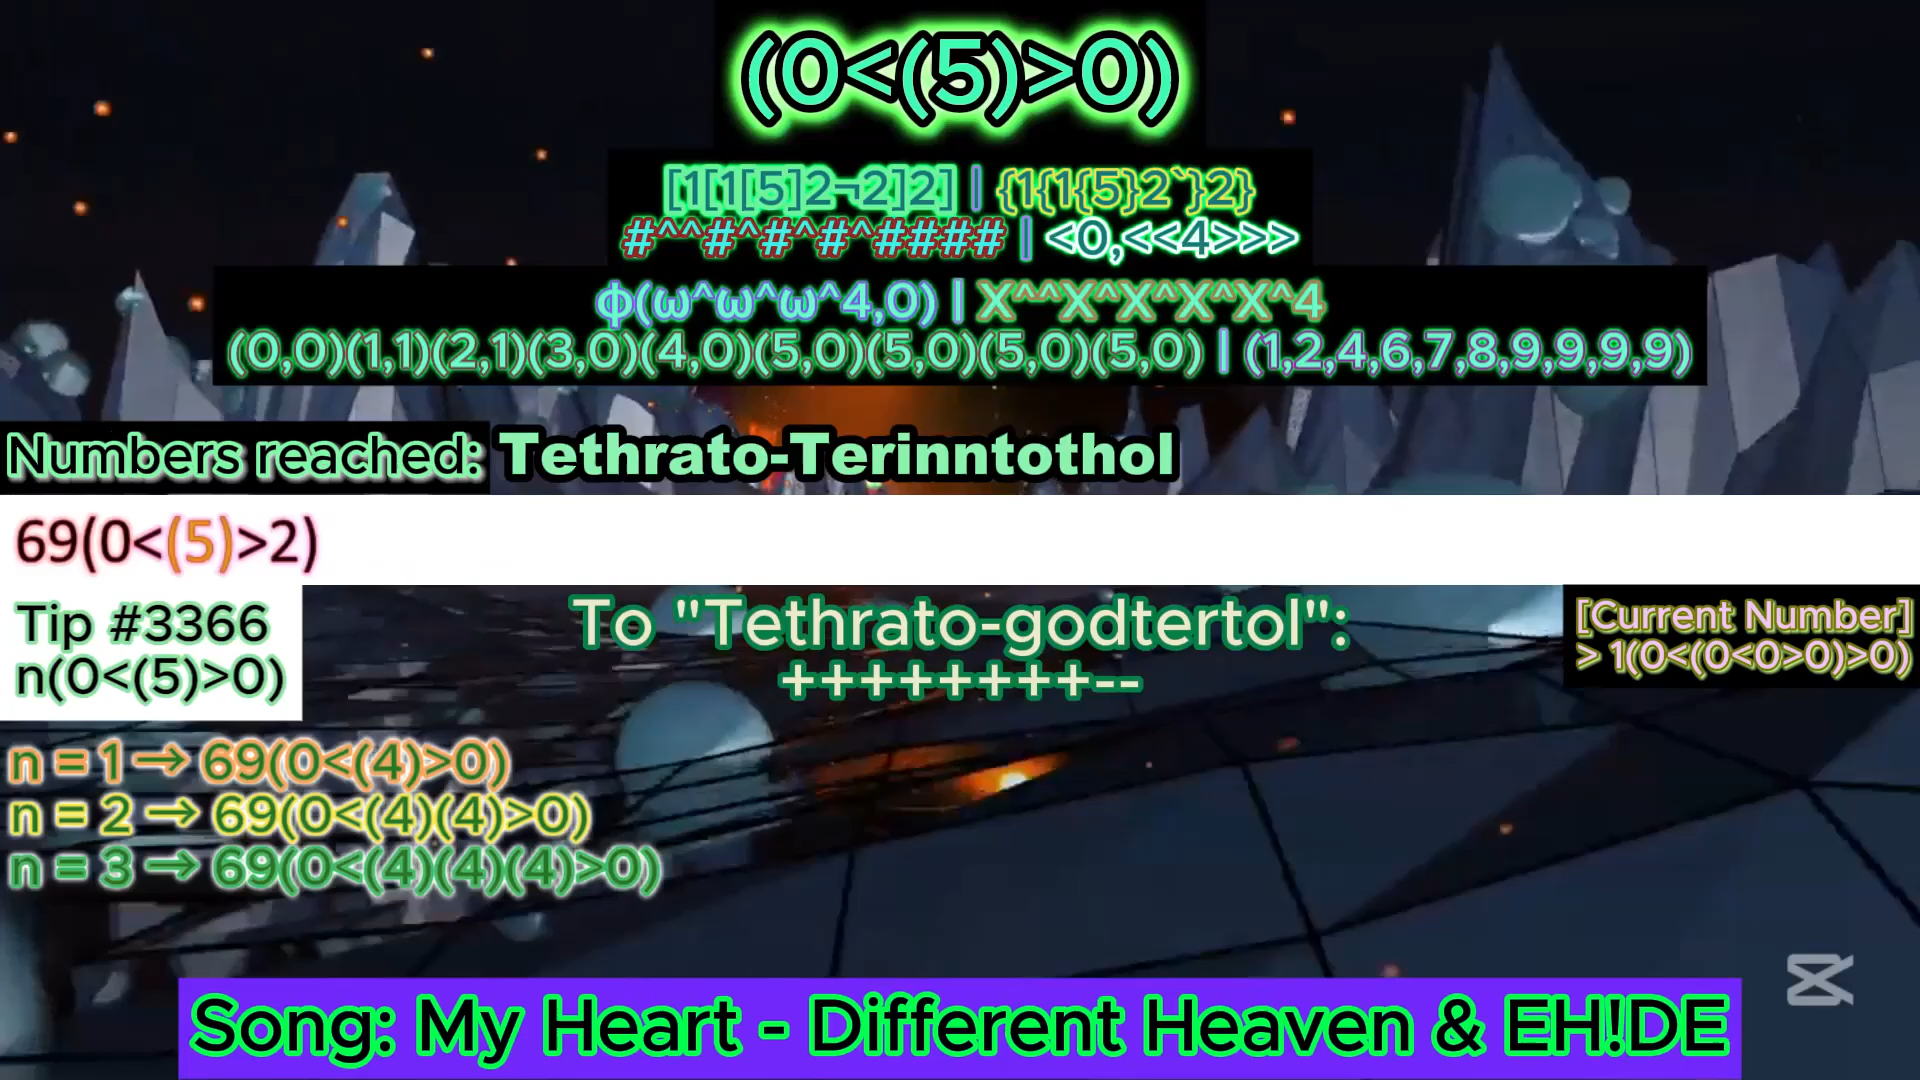 (0<(5)>0)
[1[1[5]2¬2]2] | {1{1{5}2`}2}
#^^#^#^#^#### | <0,<<4>>>
φ(ω^ω^ω^4,0) | X^^X^X^X^X^4
(0,0)(1,1)(2,1)(3,0)(4,0)(5,0)(5,0)(5,0)(5,0) | (1,2,4,6,7,8,9,9,9,9)
Numbers reached: Tethrato-Terinntothol
69(0<(5)>2)
Tip #3366
n(0<(5)>0)
To "Tethrato-godtertol":
++++++++--
[Current Number]
> 1(0<(0<0>0)>0)
n = 1 → 69(0<(4)>0)
n = 2 → 69(0<(4)(4)>0)
n = 3 → 69(0<(4)(4)(4)>0)
Song: My Heart - Different Heaven & EH!DE